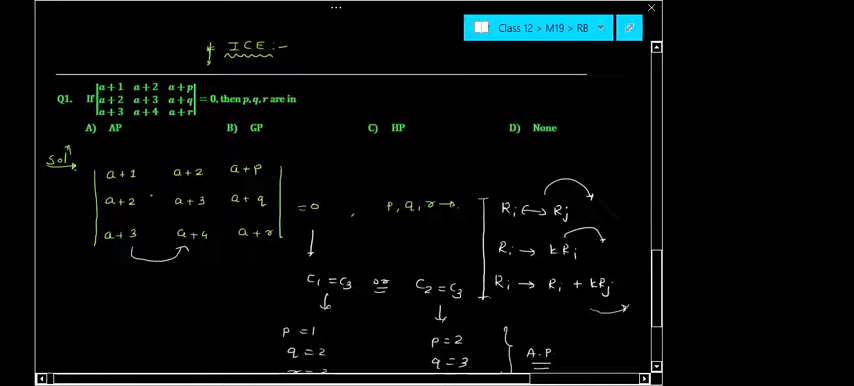 Class 12 > M19 > RB
I C E :-
Q1. If |a+1 a+2 a+p|
|a+2 a+3 a+q| = 0, then p, q, r are in
|a+3 a+4 a+r|
A) AP B) GP C) HP D) None
Solⁿ
a+1 a+2 a+p
a+2 a+3 a+q = 0, p, q, r →
a+3 a+4 a+r
Ri ↔ Rj
Ri → kRi
Ri → Ri + kRj
C1 = C3 or C2 = C3
p = 1
q = 2
p = 2
q = 3
A.P